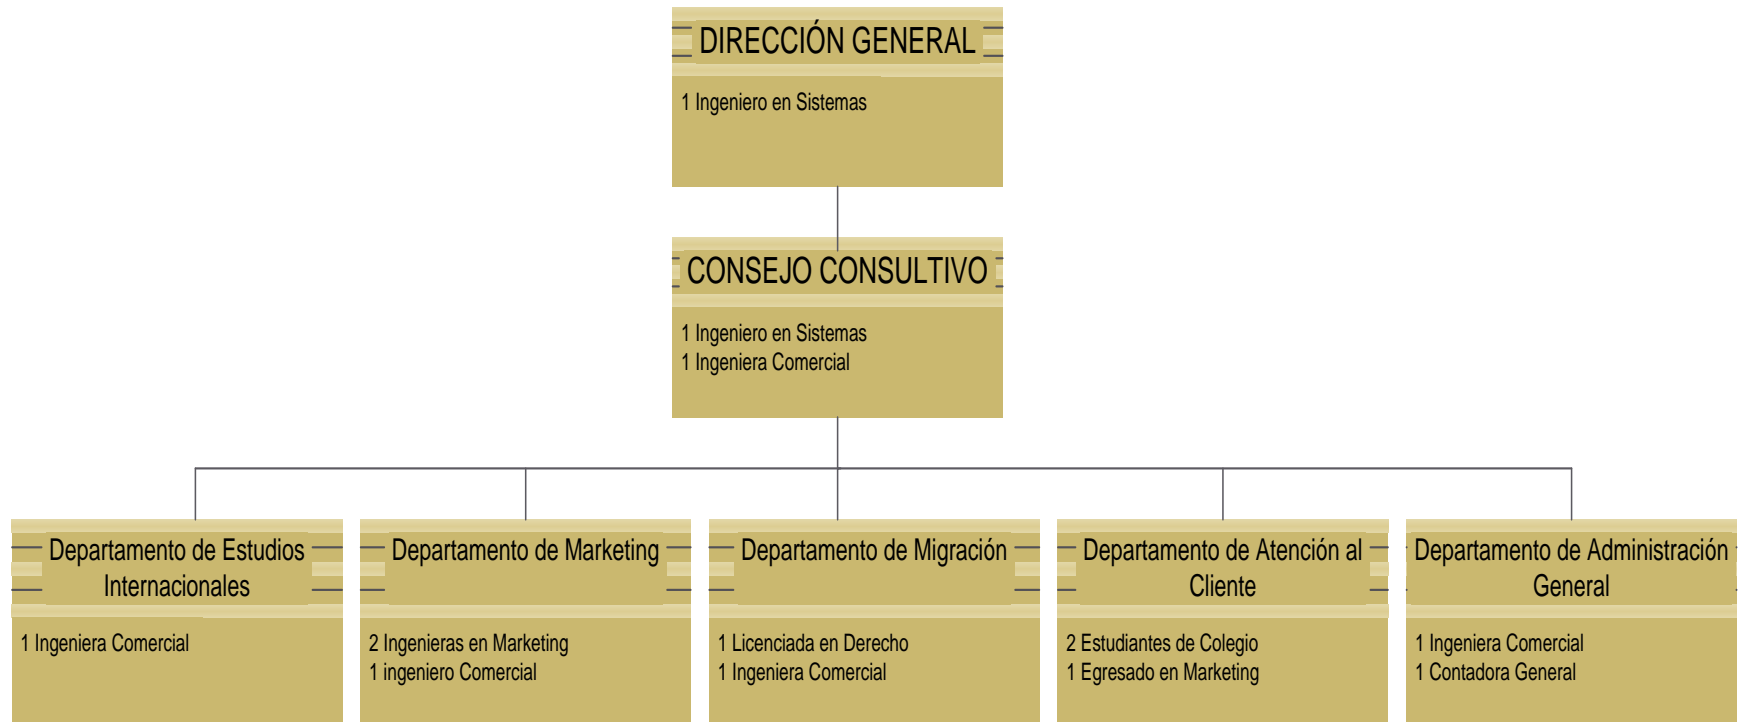 DIRECCIÓN GENERAL
1 Ingeniero en Sistemas
CONSEJO CONSULTIVO
1 Ingeniero en Sistemas
1 Ingeniera Comercial
Departamento de Estudios
Internacionales
1 Ingeniera Comercial
Departamento de Marketing
2 Ingenieras en Marketing
1 ingeniero Comercial
Departamento de Migración
1 Licenciada en Derecho
1 Ingeniera Comercial
Departamento de Atención al
Cliente
2 Estudiantes de Colegio
1 Egresado en Marketing
Departamento de Administración
General
1 Ingeniera Comercial
1 Contadora General